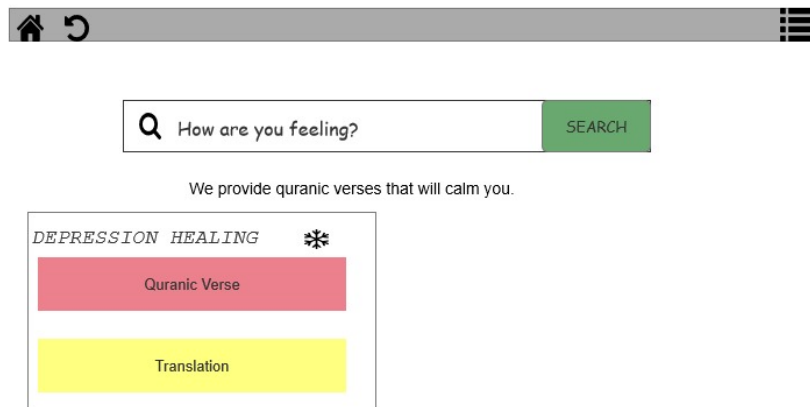 How are you feeling?
SEARCH
We provide quranic verses that will calm you.
DEPRESSION HEALING
Quranic Verse
Translation